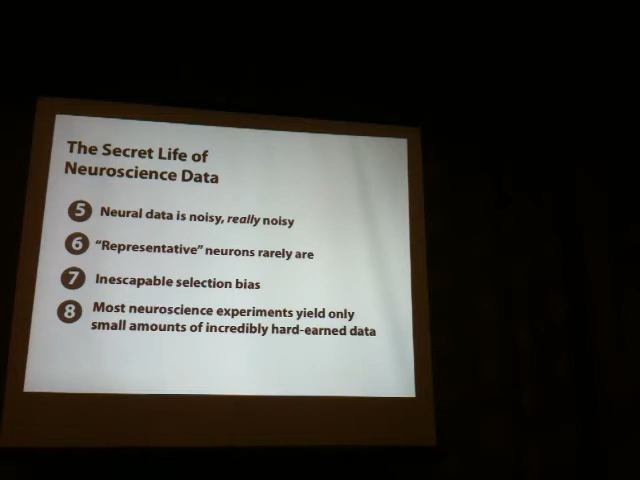 The Secret Life of
Neuroscience Data
5 Neural data is noisy, really noisy
6 “Representative” neurons rarely are
7 Inescapable selection bias
8 Most neuroscience experiments yield only
small amounts of incredibly hard-earned data